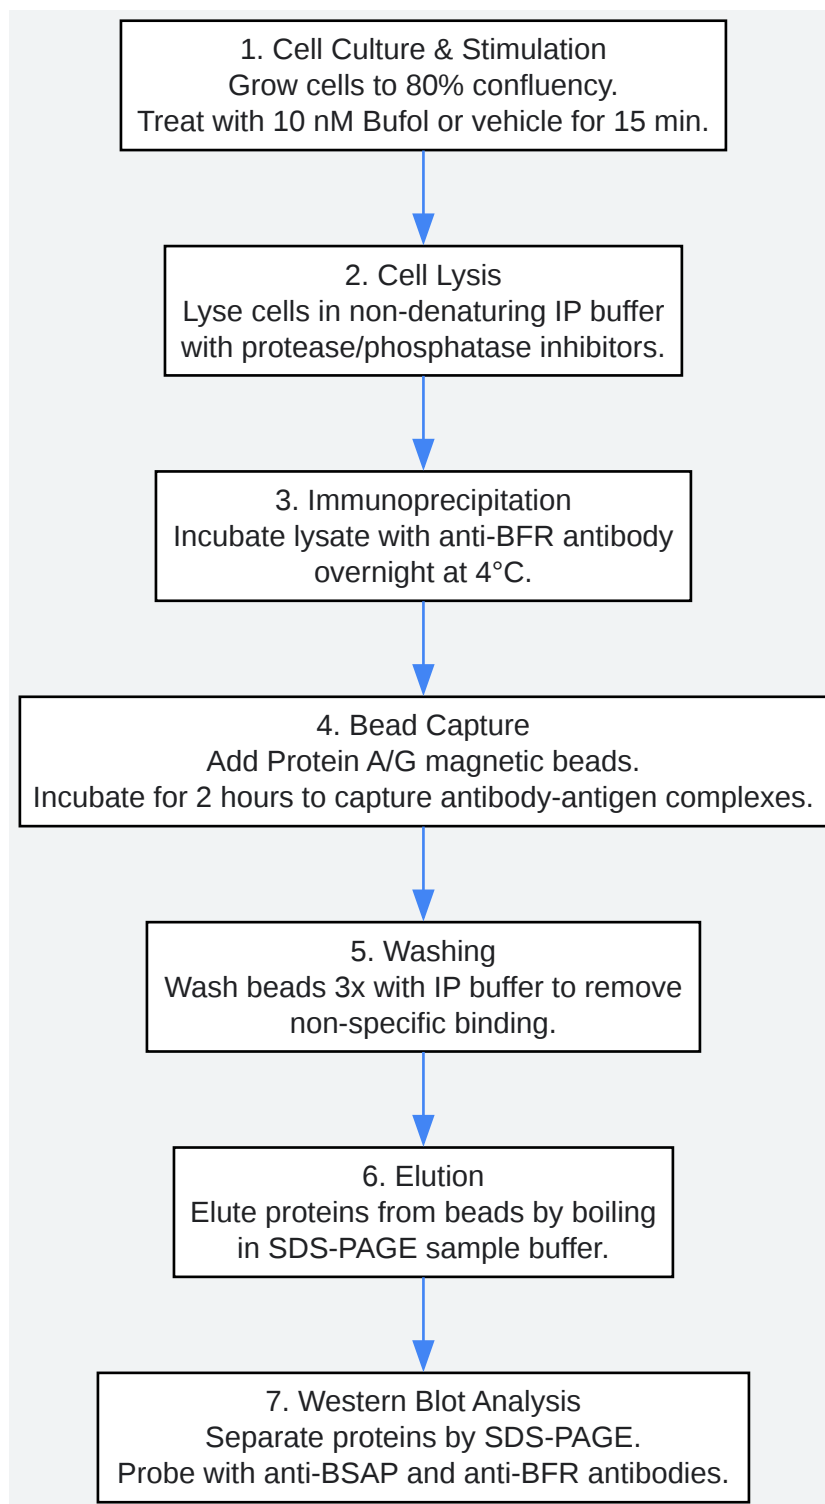 1. Cell Culture & Stimulation
Grow cells to 80% confluency.
Treat with 10 nM Bufol or vehicle for 15 min.
2. Cell Lysis
Lyse cells in non-denaturing IP buffer
with protease/phosphatase inhibitors.
3. Immunoprecipitation
Incubate lysate with anti-BFR antibody
overnight at 4°C.
4. Bead Capture
Add Protein A/G magnetic beads.
Incubate for 2 hours to capture antibody-antigen complexes.
5. Washing
Wash beads 3x with IP buffer to remove
non-specific binding.
6. Elution
Elute proteins from beads by boiling
in SDS-PAGE sample buffer.
7. Western Blot Analysis
Separate proteins by SDS-PAGE.
Probe with anti-BSAP and anti-BFR antibodies.